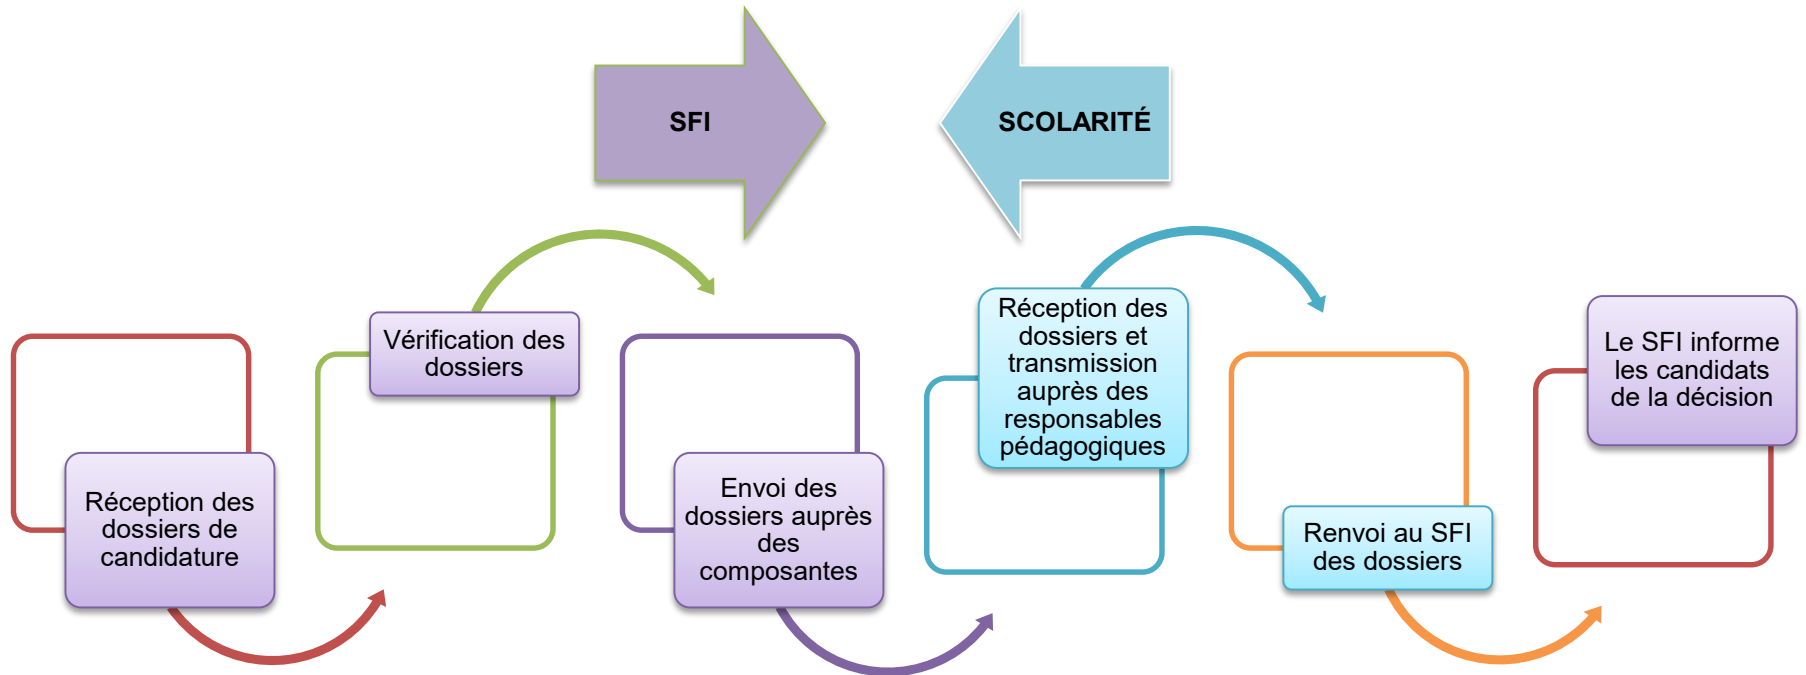 SFI
SCOLARITÉ
Réception des
dossiers de
candidature
Vérification des
dossiers
Envoi des
dossiers auprès
des
composantes
Réception des
dossiers et
transmission
auprès des
responsables
pédagogiques
Renvoi au SFI
des dossiers
Le SFI informe
les candidats
de la décision